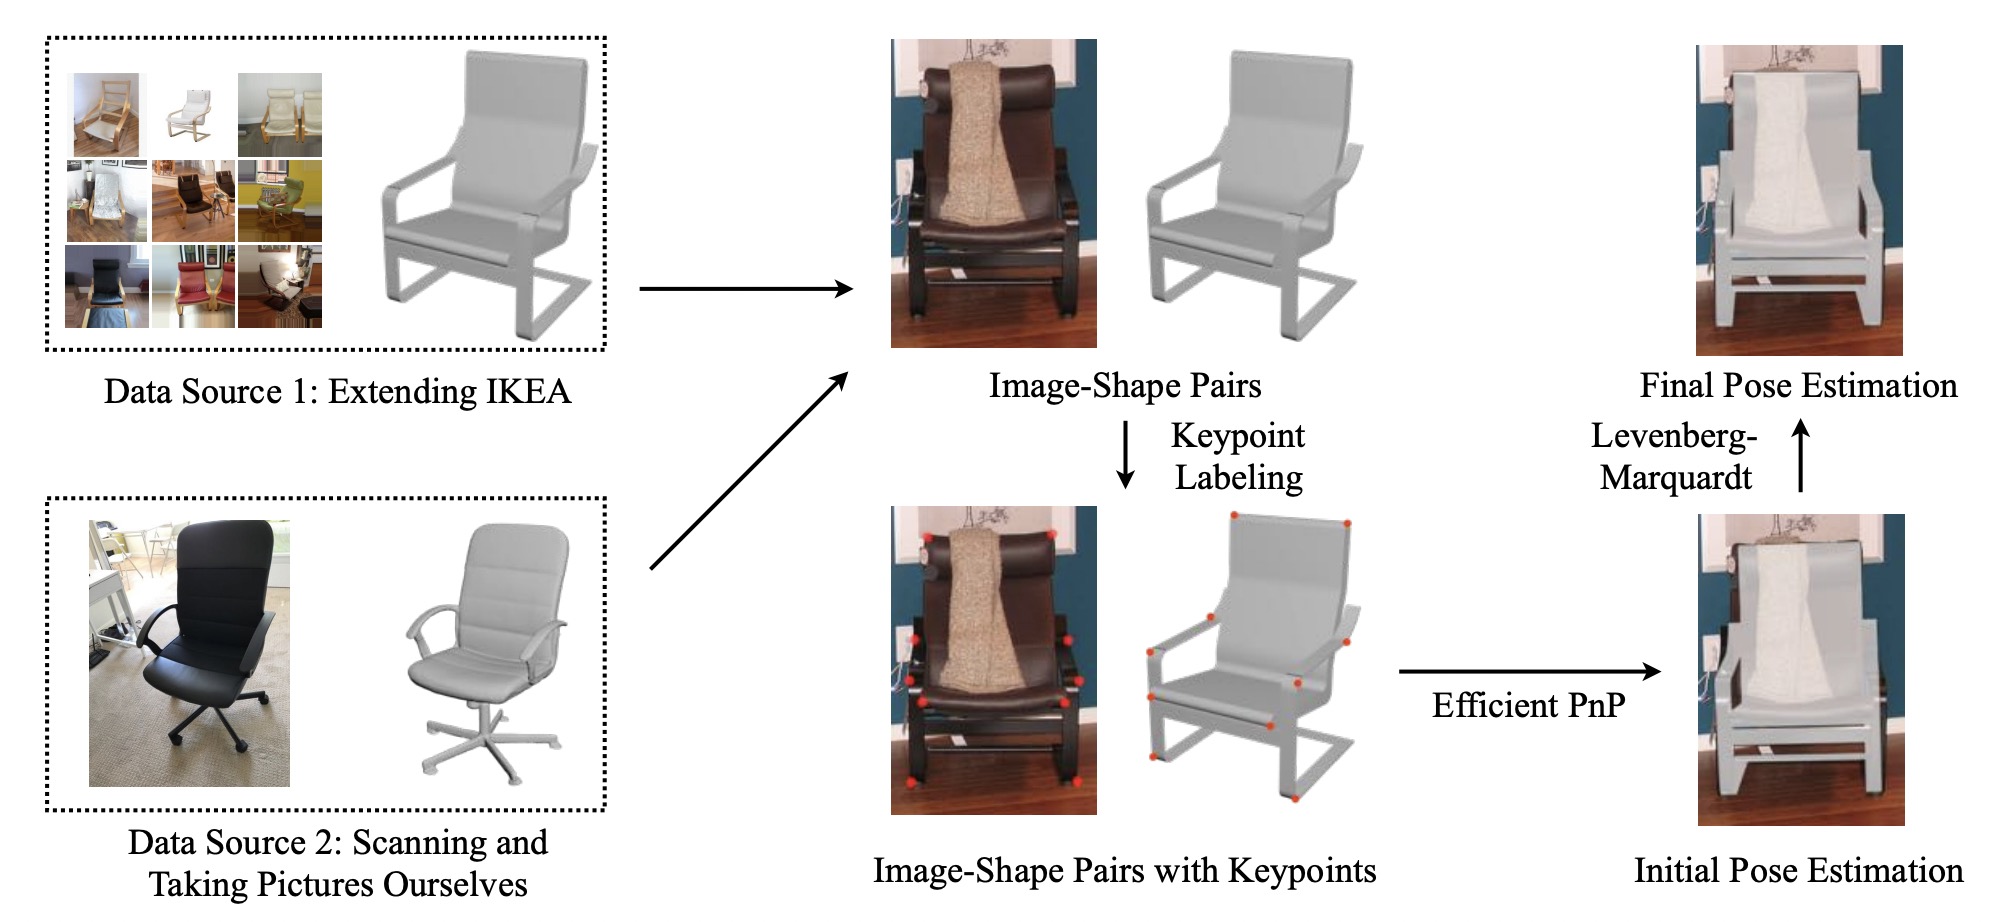 Data Source 1: Extending IKEA
Data Source 2: Scanning and
Taking Pictures Ourselves
Image-Shape Pairs
Keypoint
Labeling
Image-Shape Pairs with Keypoints
Efficient PnP
Initial Pose Estimation
Levenberg-
Marquardt
Final Pose Estimation